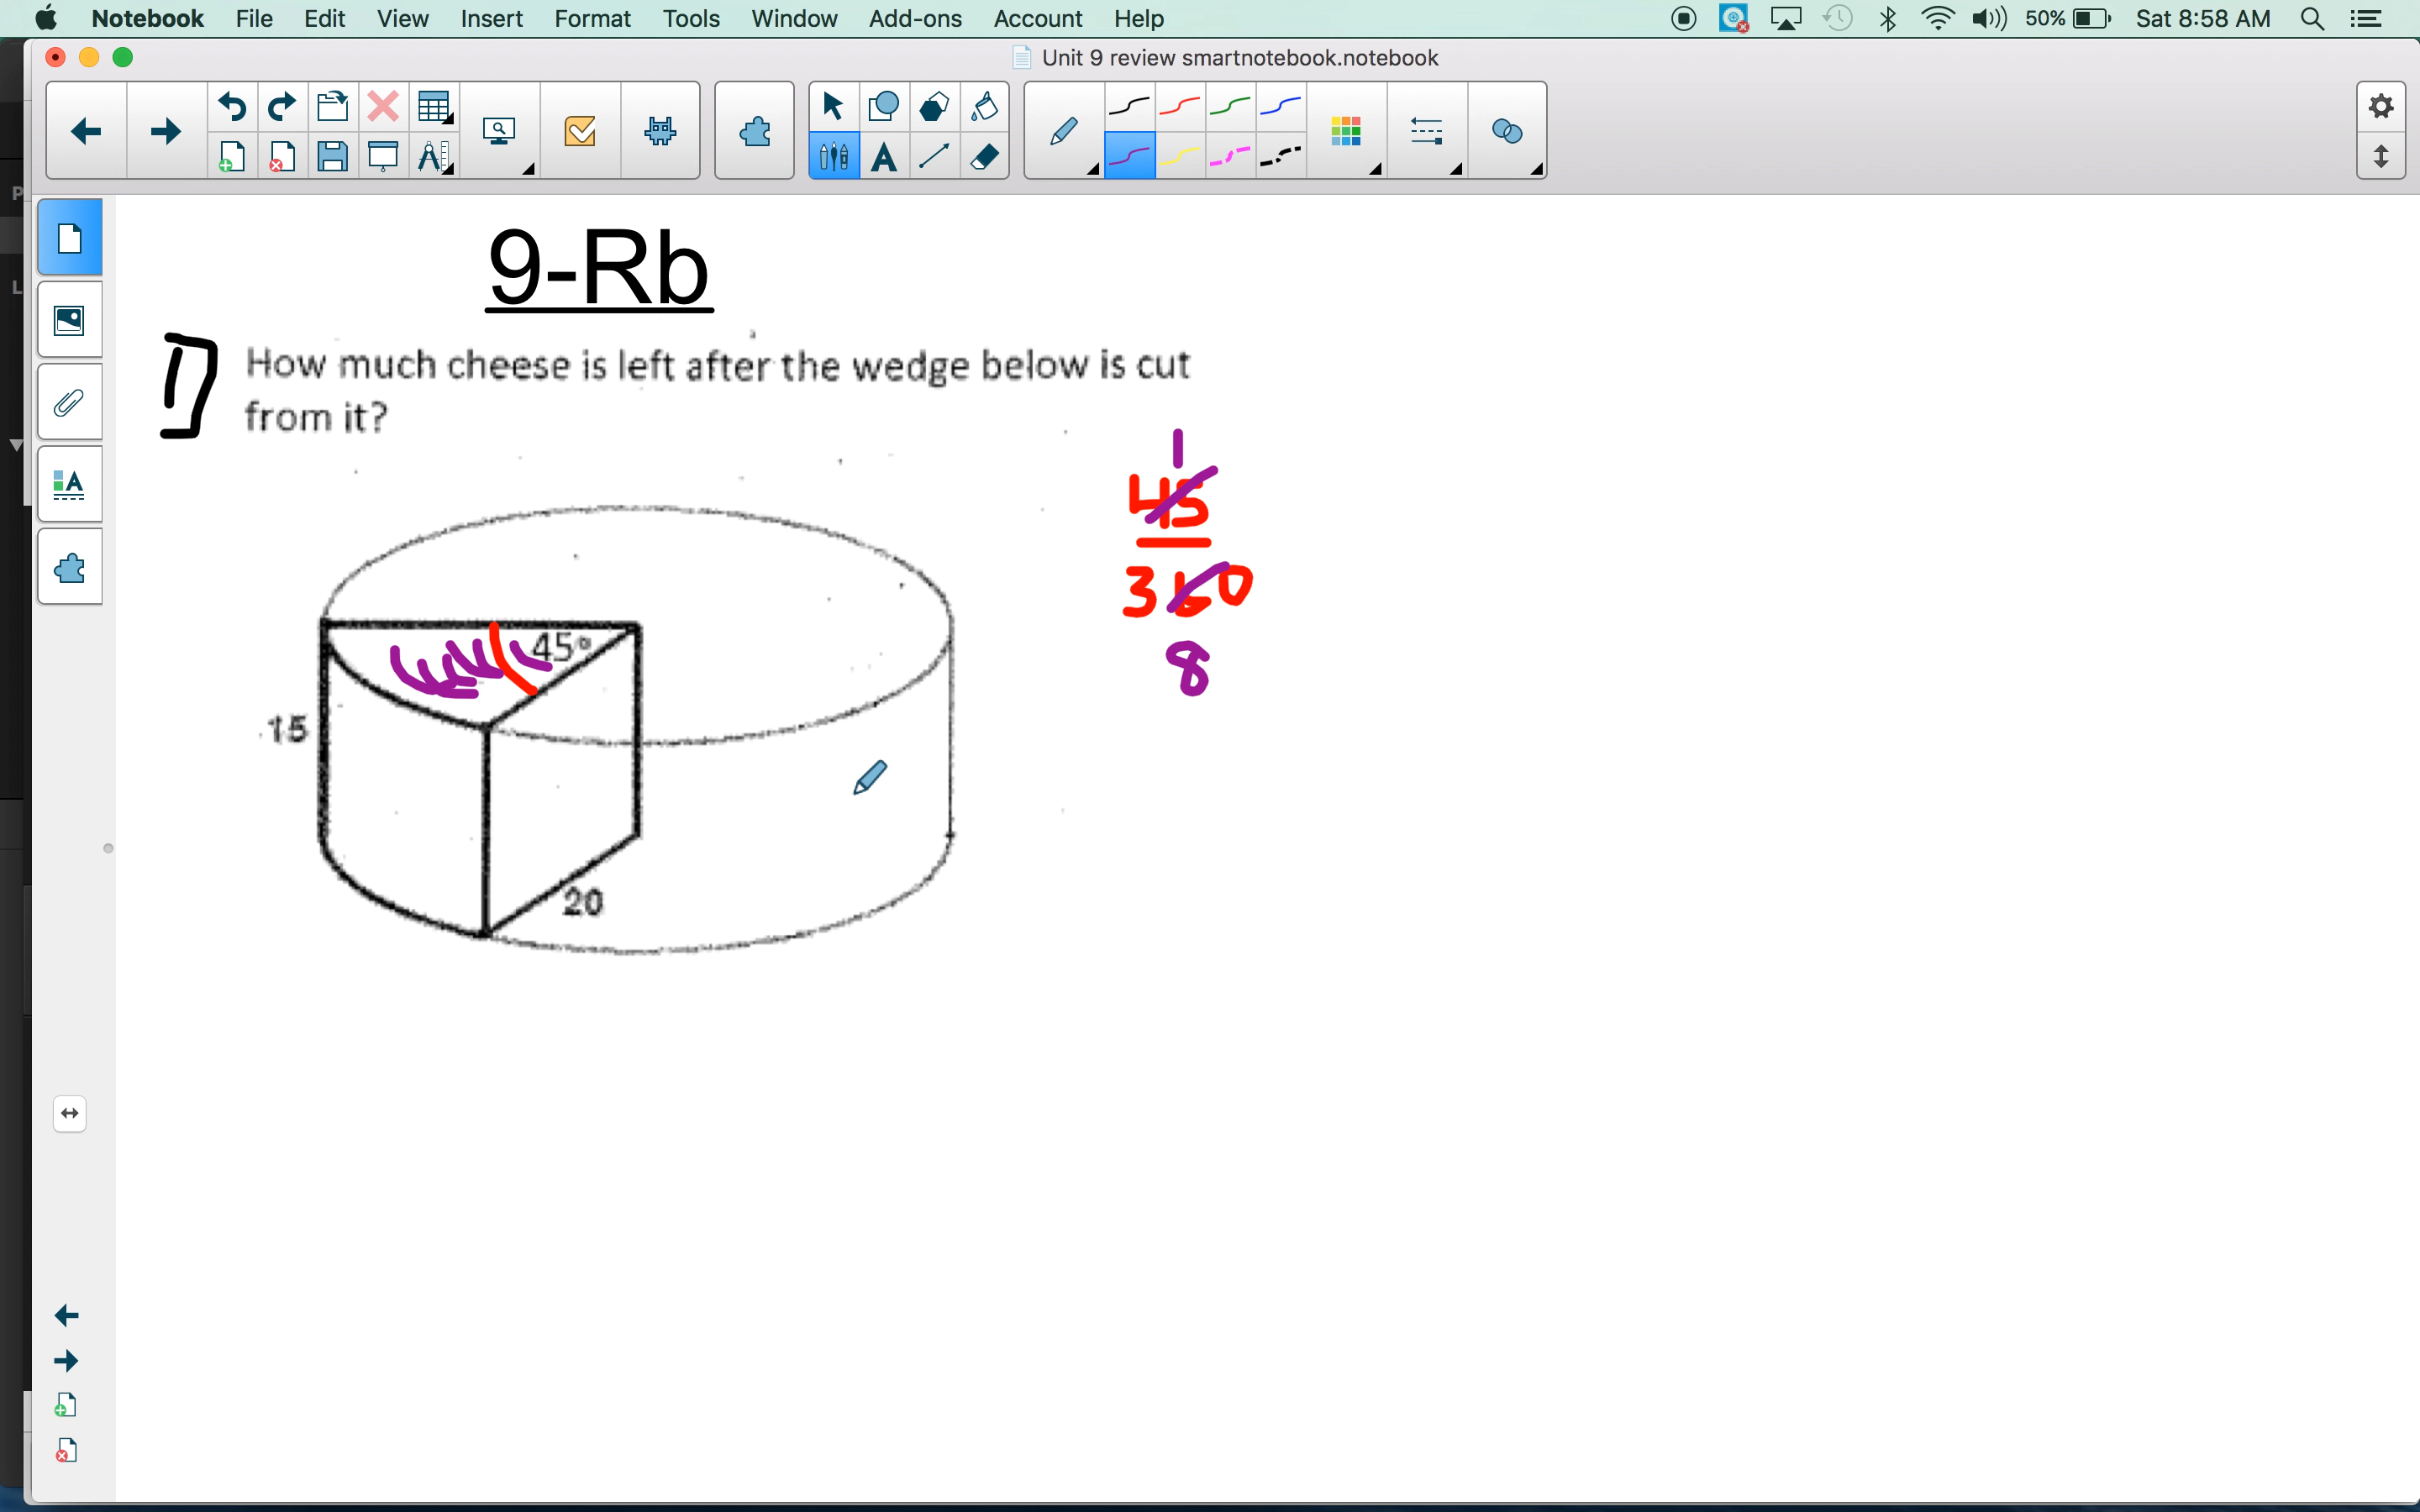 Notebook File Edit View Insert Format Tools Window Add-ons Account Help 50% Sat 8:58 AM
Unit 9 review smartnotebook.notebook
9-Rb
1) How much cheese is left after the wedge below is cut
from it?
1
45
360
8
45°
15
20